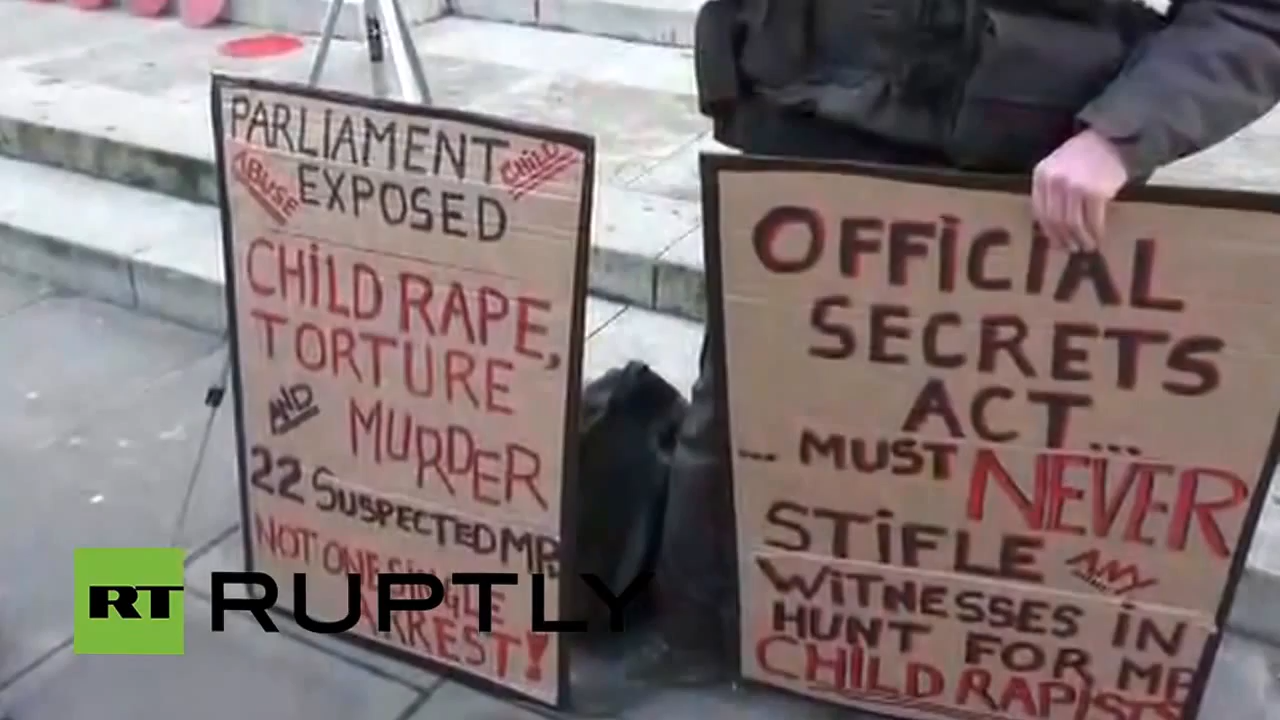 PARLIAMENT
CHILD
ABUSE
EXPOSED
CHILD RAPE,
TORTURE
AND
MURDER
22 SUSPECTED MPs
NOT ONE SINGLE
ARREST!
OFFICIAL
SECRETS
ACT...
... MUST NEVER
STIFLE ANY
WITNESSES IN
HUNT FOR MP
CHILD RAPISTS
RT RUPTLY